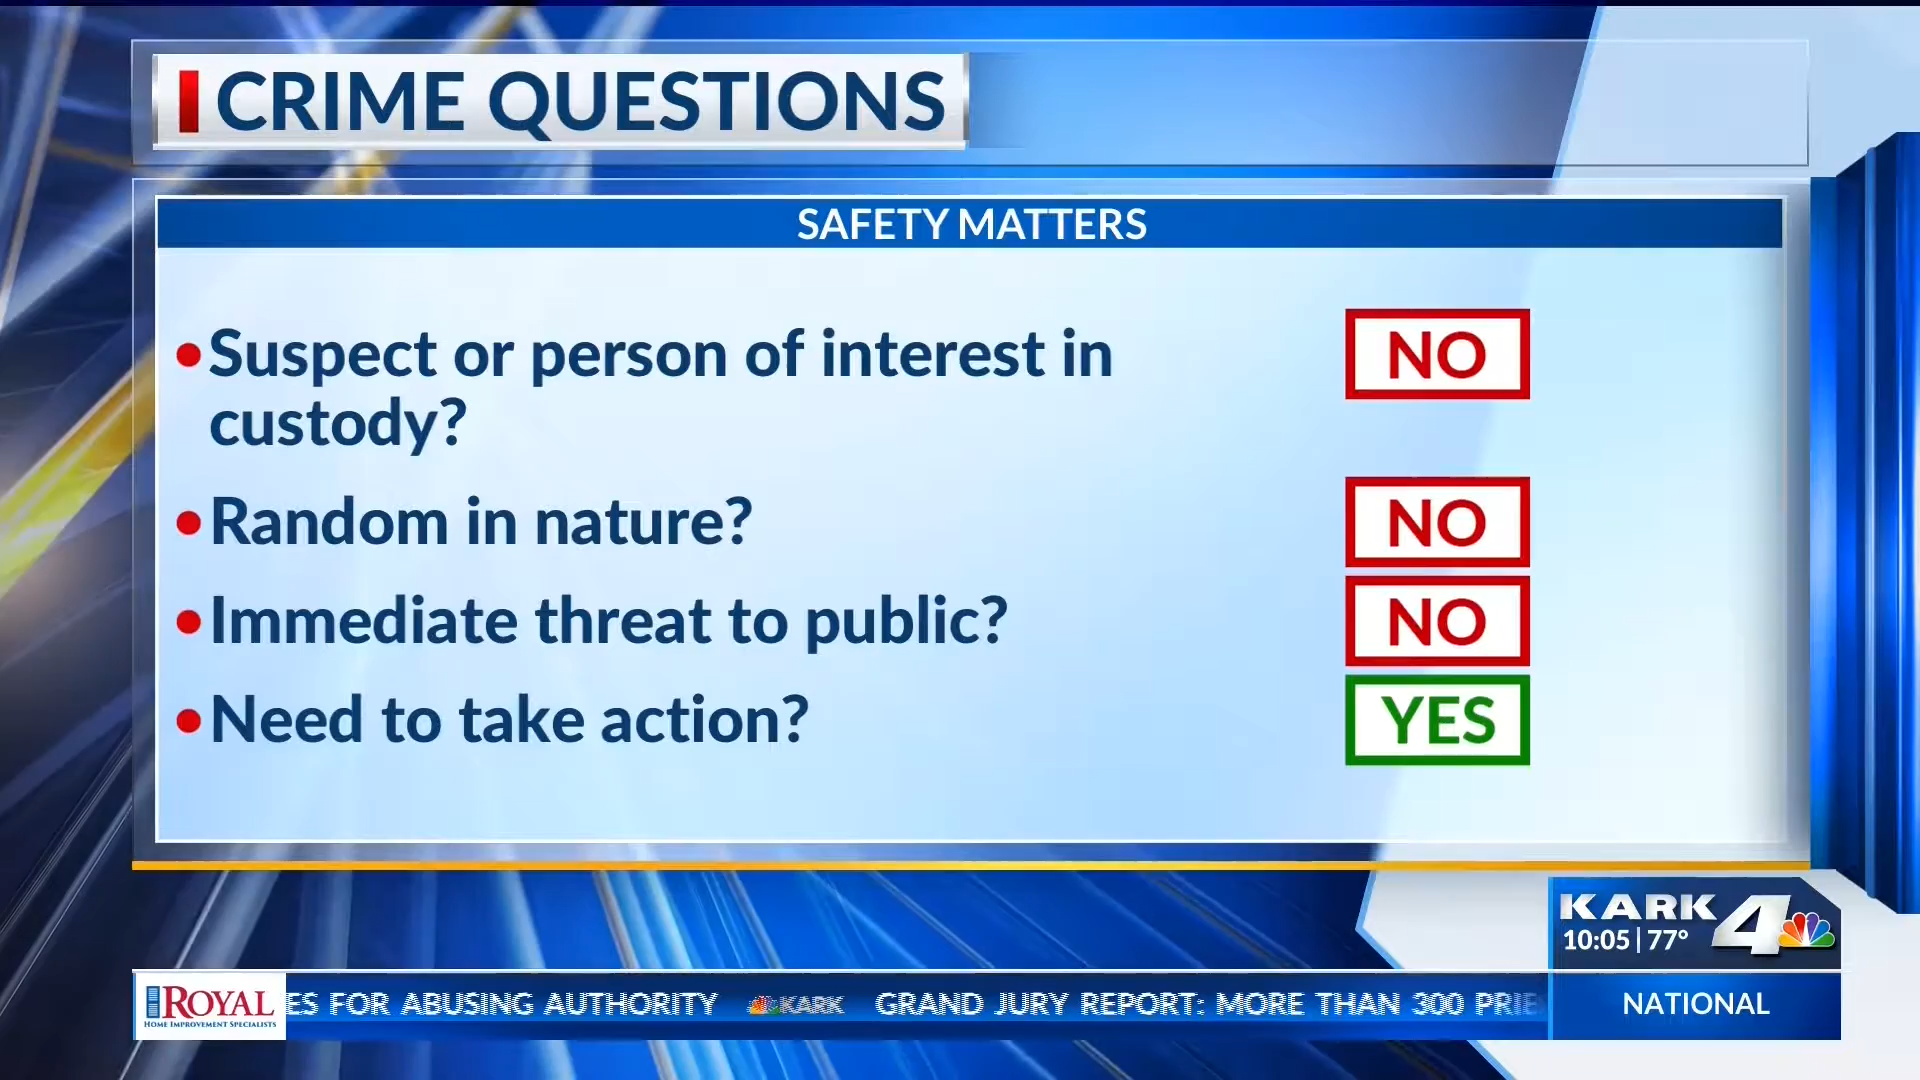 CRIME QUESTIONS
SAFETY MATTERS
•Suspect or person of interest in
custody?
NO
•Random in nature?
NO
•Immediate threat to public?
NO
•Need to take action?
YES
KARK 4
10:05 | 77°
ROYAL
HOME IMPROVEMENT SPECIALISTS
ES FOR ABUSING AUTHORITY KARK GRAND JURY REPORT: MORE THAN 300 PRIE
NATIONAL